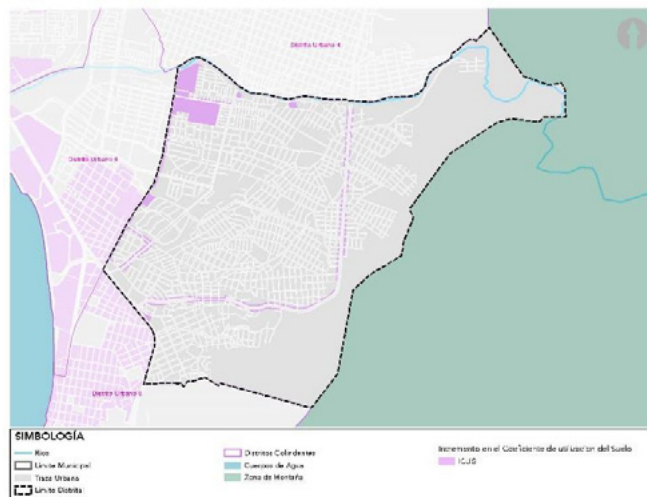 Distrito Urbano 4
Distrito Urbano
Distrito Urbano 5
SIMBOLOGÍA
Ríos
Límite Municipal
Traza Urbana
Límite Distrito
Distritos Colindantes
Cuerpos de Agua
Zona de Montaña
Incremento en el Coeficiente de utilización del Suelo
ICUS